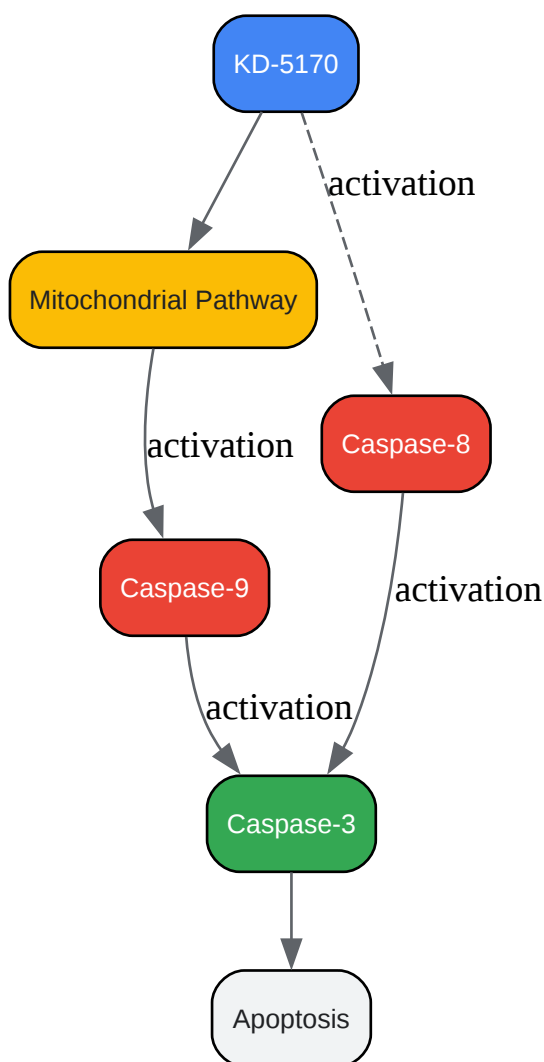 KD-5170
activation
Mitochondrial Pathway
activation
Caspase-8
Caspase-9
activation
activation
Caspase-3
Apoptosis